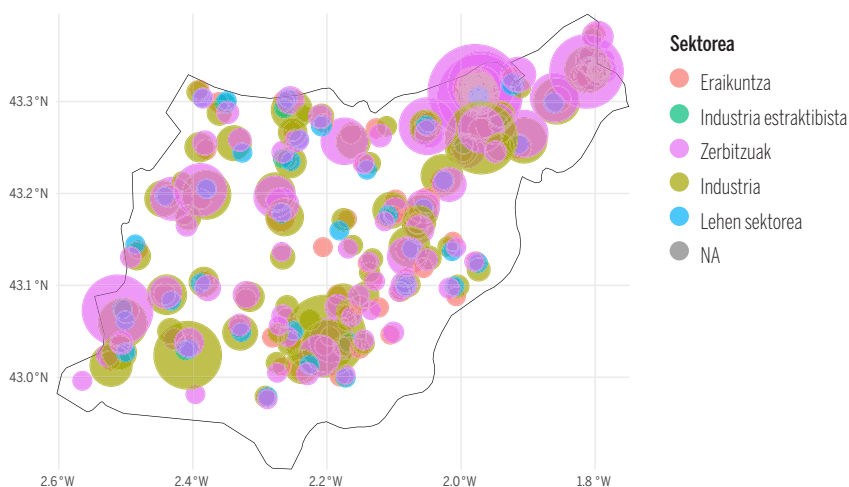 Sektorea
Eraikuntza
Industria estraktibista
Zerbitzuak
Industria
Lehen sektorea
NA
43.3°N
43.2°N
43.1°N
43.0°N
2.6°W
2.4°W
2.2°W
2.0°W
1.8°W